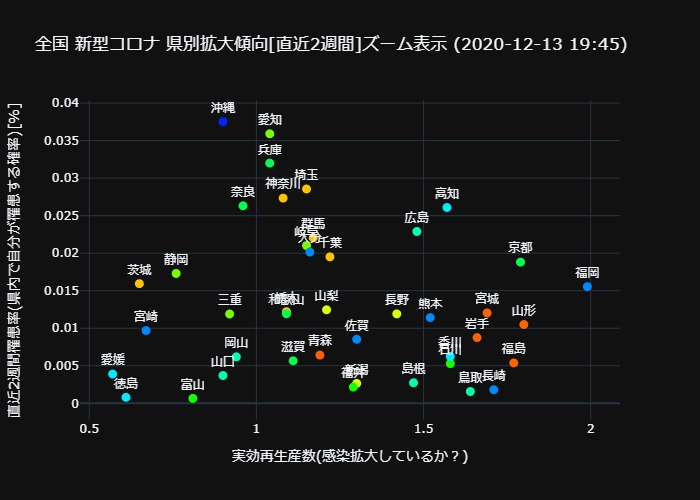 全国 新型コロナ 県別拡大傾向[直近2週間]ズーム表示 (2020-12-13 19:45)
直近2週間罹患率(県内で自分が罹患する確率)[%]
0.04
0.035
0.03
0.025
0.02
0.015
0.01
0.005
0
沖縄
愛知
兵庫
埼玉
神奈川
奈良
高知
広島
群馬
岐阜
千葉
京都
静岡
茨城
福岡
三重
和歌山
山梨
長野
熊本
宮城
山形
宮崎
佐賀
岩手
岡山
滋賀
青森
香川
石川
福島
愛媛
山口
島根
鳥取
長崎
徳島
富山
福井
新潟
0.5
1
1.5
2
実効再生産数(感染拡大しているか？)